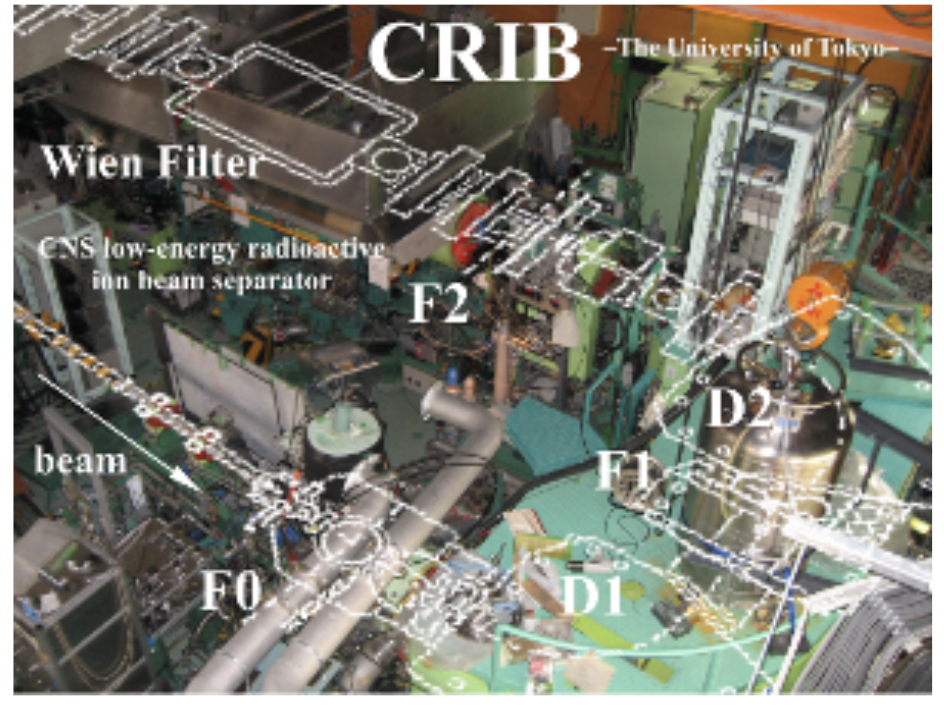 CRIB
–The University of Tokyo–
Wien Filter
CNS low-energy radioactive
ion beam separator
F2
D2
F1
beam
F0
D1